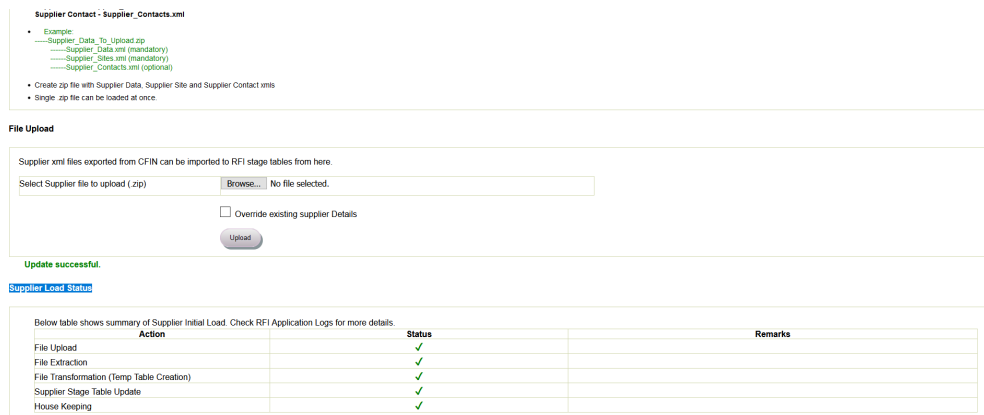 Supplier Contact - Supplier_Contacts.xml
Example:
-----Supplier_Data_To_Upload.zip
------Supplier_Data.xml (mandatory)
------Supplier_Sites.xml (mandatory)
------Supplier_Contacts.xml (optional)
Create zip file with Supplier Data, Supplier Site and Supplier Contact xmls
Single .zip file can be loaded at once.
File Upload
Supplier xml files exported from CFIN can be imported to RFI stage tables from here.
Select Supplier file to upload (.zip) Browse... No file selected.
Override existing supplier Details
Upload
Update successful.
Supplier Load Status
Below table shows summary of Supplier Initial Load. Check RFI Application Logs for more details.
Action Status Remarks
File Upload ✓
File Extraction ✓
File Transformation (Temp Table Creation) ✓
Supplier Stage Table Update ✓
House Keeping ✓